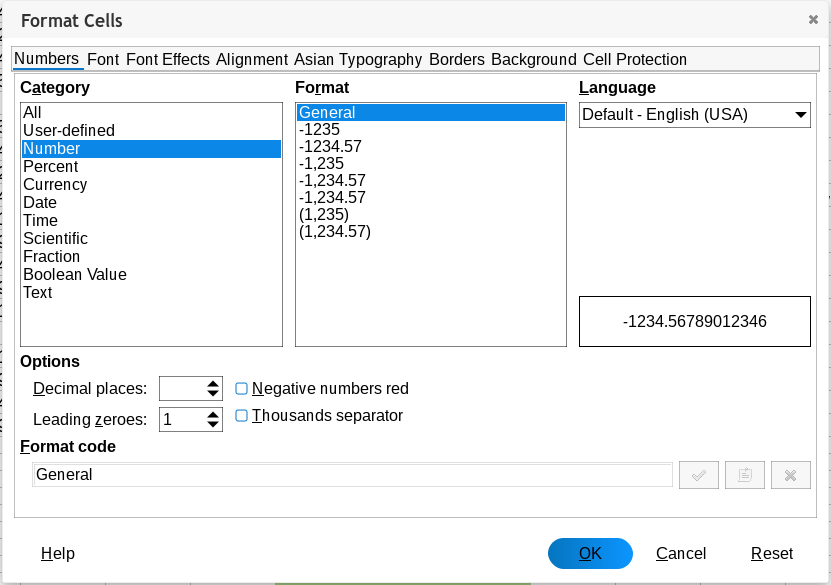 Format Cells
Numbers Font Font Effects Alignment Asian Typography Borders Background Cell Protection
Category
All
User-defined
Number
Percent
Currency
Date
Time
Scientific
Fraction
Boolean Value
Text
Format
General
-1235
-1234.57
-1,235
-1,234.57
-1,234.57
(1,235)
(1,234.57)
Language
Default - English (USA)
-1234.56789012346
Options
Decimal places:
Negative numbers red
Leading zeroes: 1
Thousands separator
Format code
General
Help OK Cancel Reset